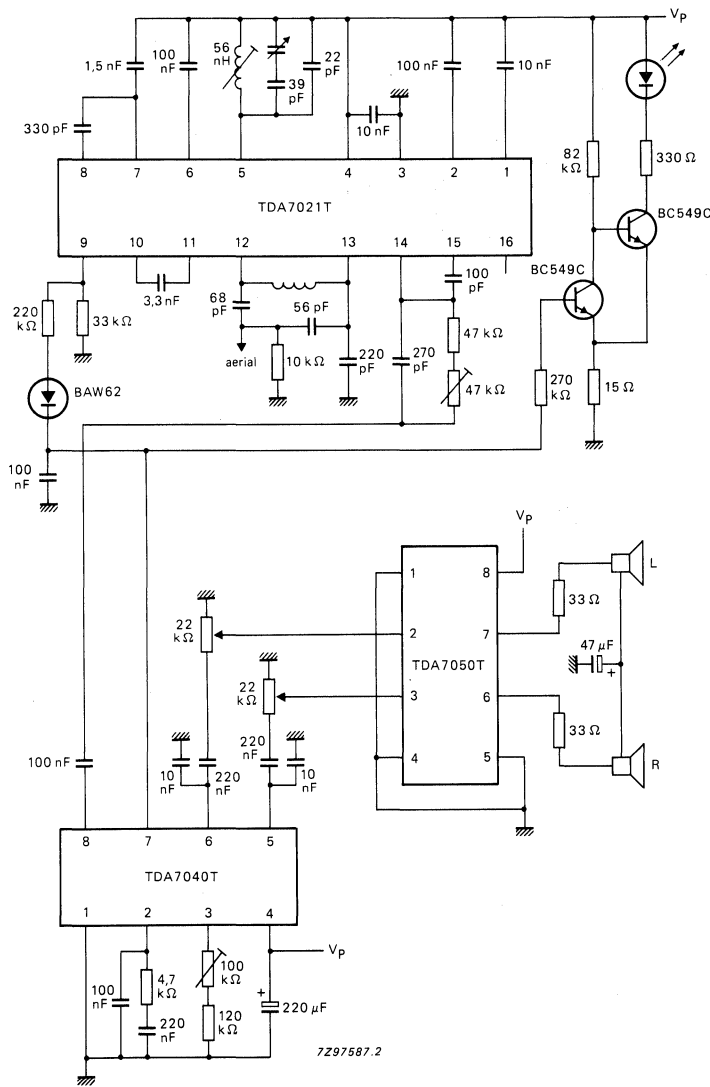 V_P
1,5 nF
100 nF
56 nH
39 pF
22 pF
100 nF
10 nF
330 pF
10 nF
82 kΩ
330 Ω
8 7 6 5 4 3 2 1
TDA7021T
BC549C
9 10 11 12 13 14 15 16
BC549C
220 kΩ
33 kΩ
3,3 nF
68 pF
56 pF
100 pF
aerial
10 kΩ
220 pF
270 pF
47 kΩ
47 kΩ
270 kΩ
15 Ω
BAW62
100 nF
V_P
1 8
L
33 Ω
22 kΩ
2 7
TDA7050T
47 µF
+
22 kΩ
3 6
33 Ω
4 5
R
100 nF
10 nF
220 nF
220 nF
10 nF
8 7 6 5
TDA7040T
1 2 3 4
V_P
100 nF
4,7 kΩ
220 nF
100 kΩ
120 kΩ
+
220 µF
7Z97587.2